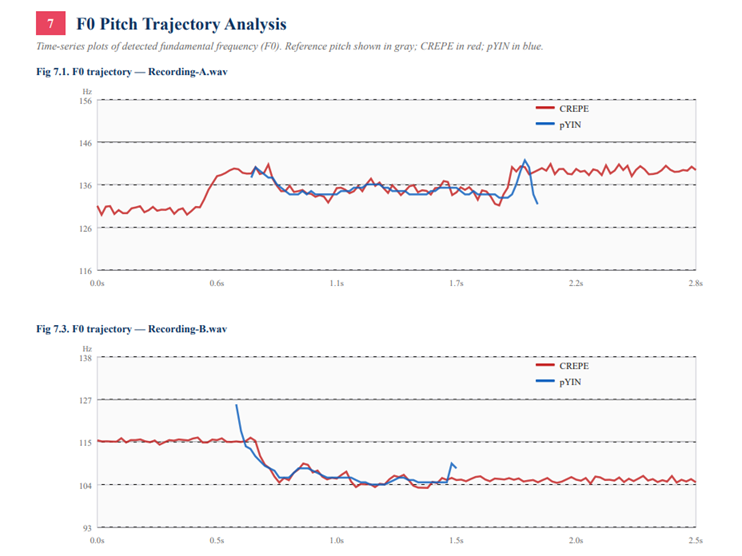 7 F0 Pitch Trajectory Analysis
Time-series plots of detected fundamental frequency (F0). Reference pitch shown in gray; CREPE in red; pYIN in blue.
Fig 7.1. F0 trajectory — Recording-A.wav
Hz
156
CREPE
pYIN
146
136
126
116
0.0s 0.6s 1.1s 1.7s 2.2s 2.8s
Fig 7.3. F0 trajectory — Recording-B.wav
Hz
138
CREPE
pYIN
127
115
104
93
0.0s 0.5s 1.0s 1.5s 2.0s 2.5s